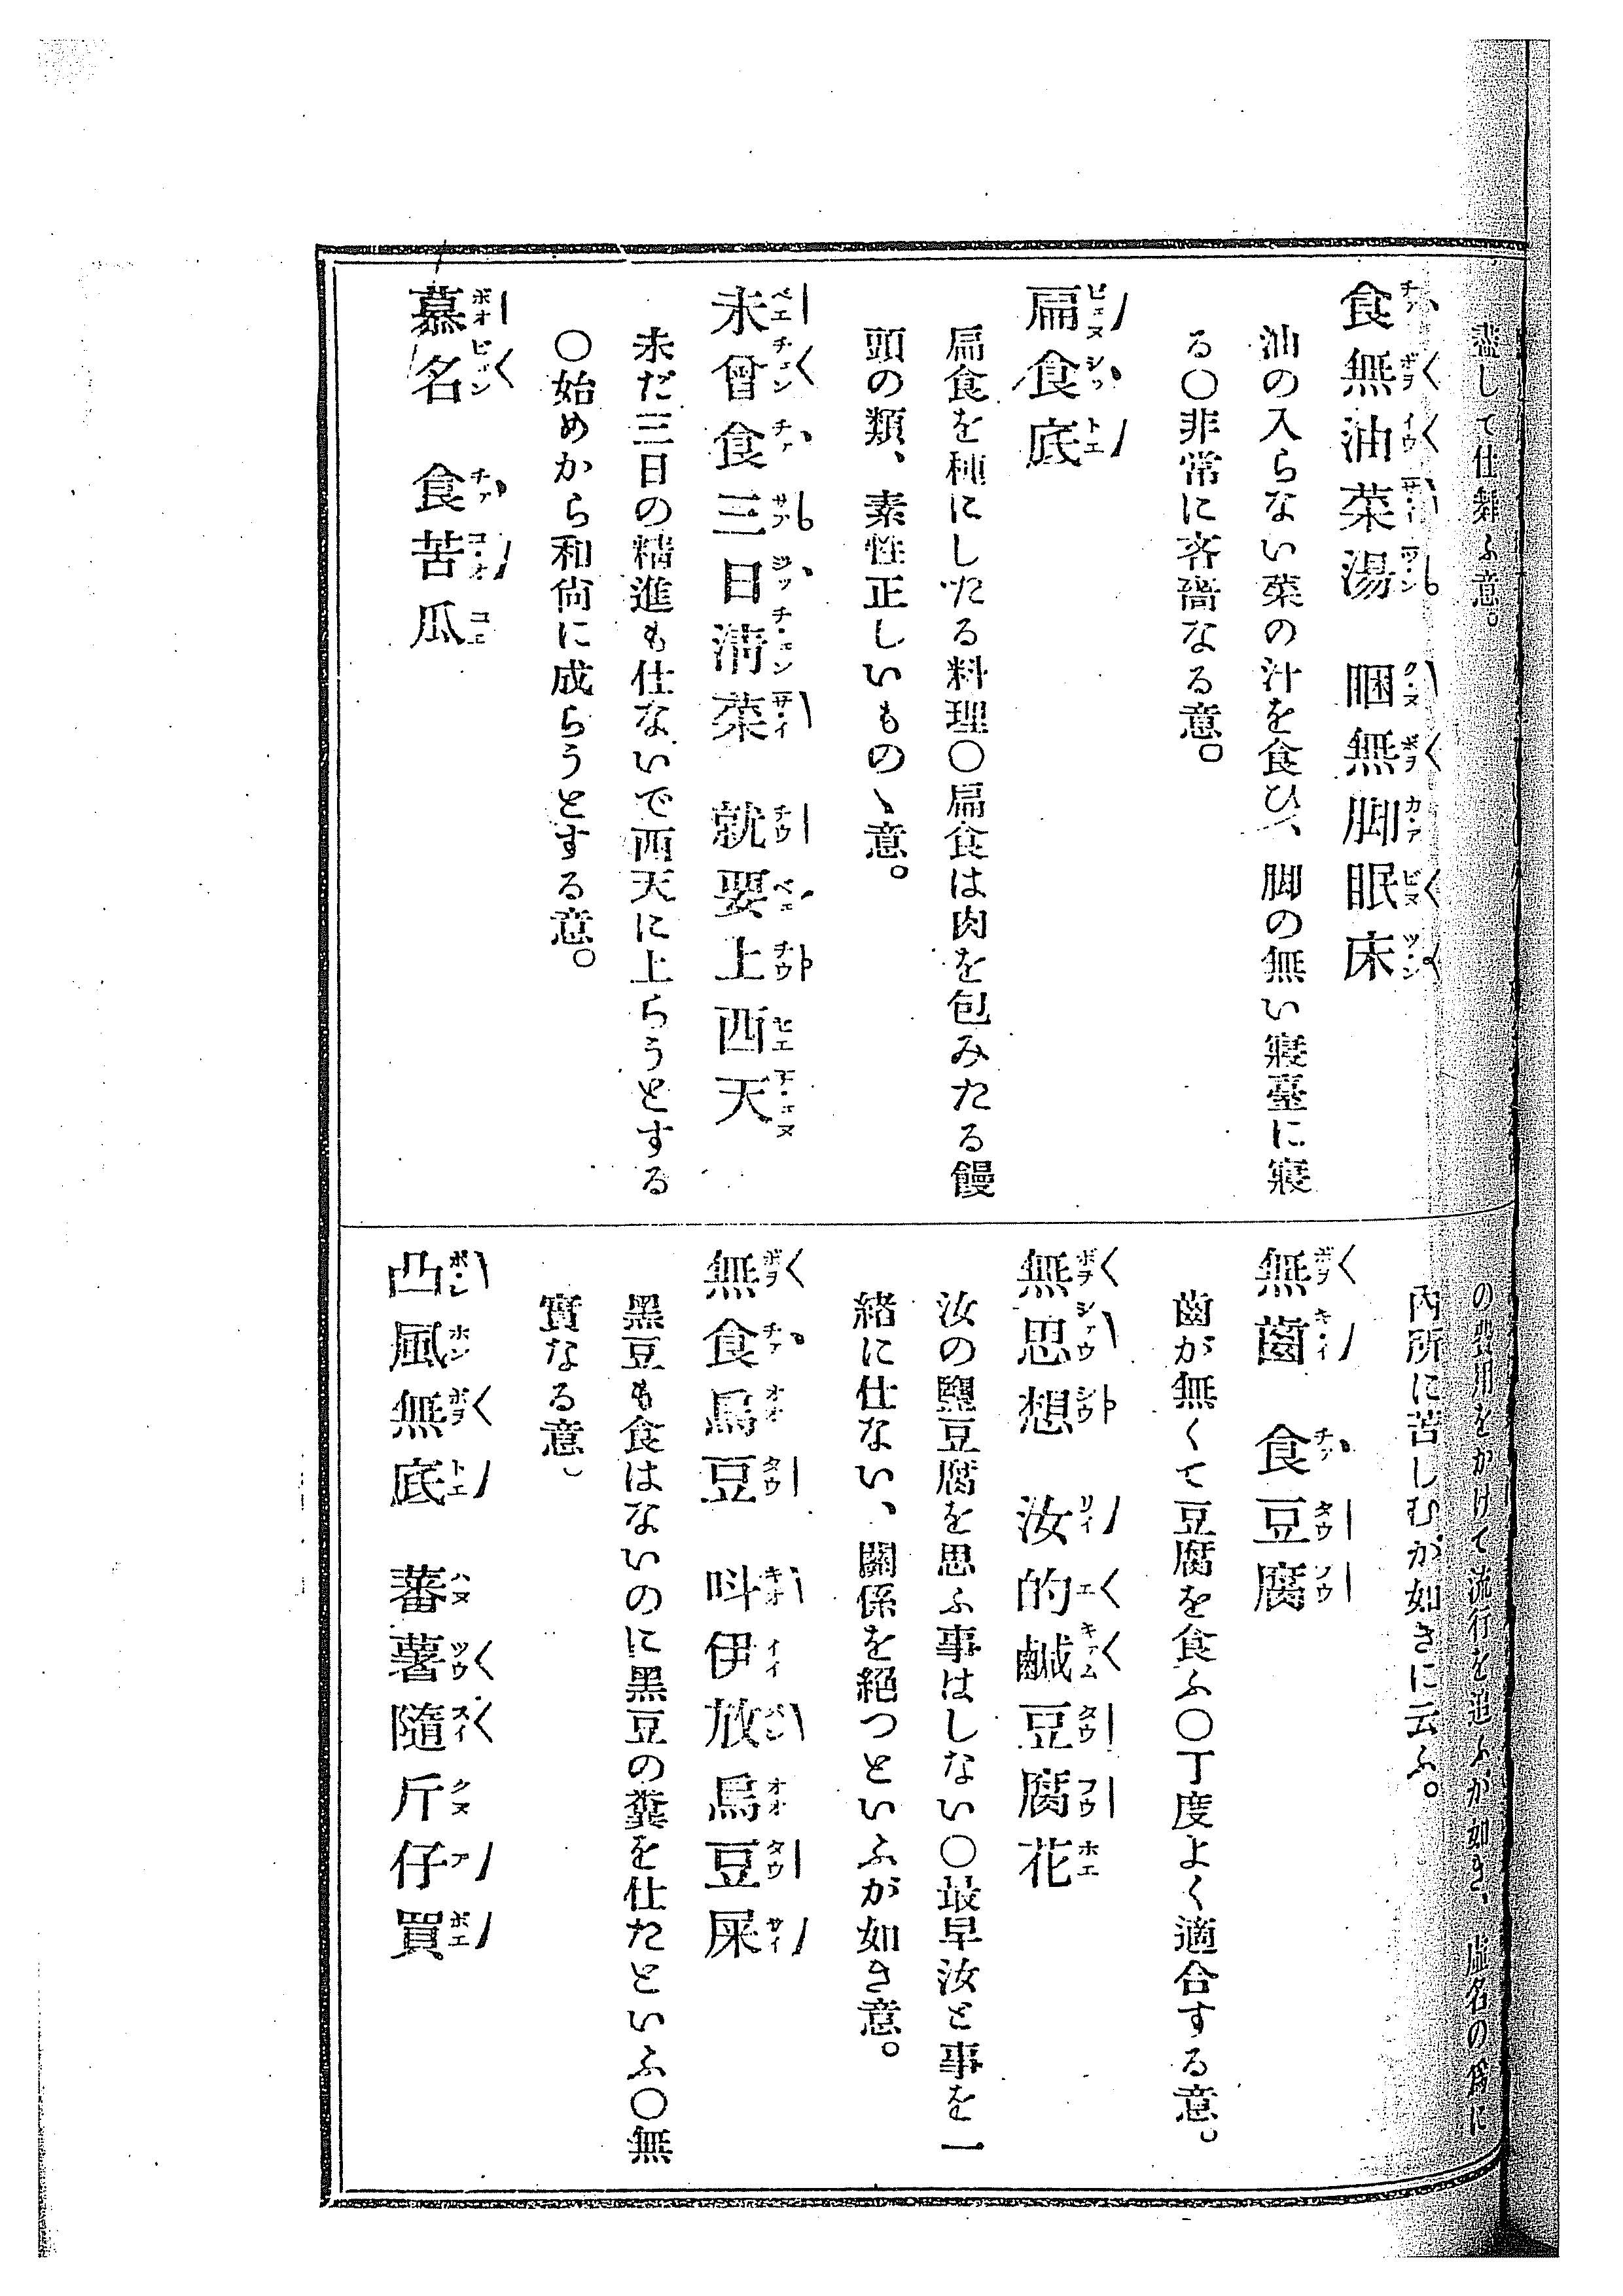 盡して仕舞ふ意。
食無油菜湯 睏無脚眠床
油の入らない菜の汁を食ひ、脚の無い寢臺に寢
る〇非常に吝嗇なる意。
扁食底
扁食を種にしたる料理〇扁食は肉を包みたる饅
頭の類、素性正しいものゝ意。
未曾食三日淸菜 就要上西天
未だ三日の精進も仕ないで西天に上らうとする
〇始めから和尙に成らうとする意。
慕名 食苦瓜
の費用をかけて流行を追ふが如き、虛名の爲に
內所に苦しむが如きに云ふ。
無齒 食豆腐
齒が無くて豆腐を食ふ〇丁度よく適合する意。
無思想 汝的鹹豆腐花
汝の鹽豆腐を思ふ事はしない〇最早汝と事を一
緖に仕ない、關係を絕つといふが如き意。
無食烏豆 呌伊放烏豆屎
黑豆も食はないのに黑豆の糞を仕たといふ〇無
實なる意。
凸風無底 蕃薯隨斤仔買